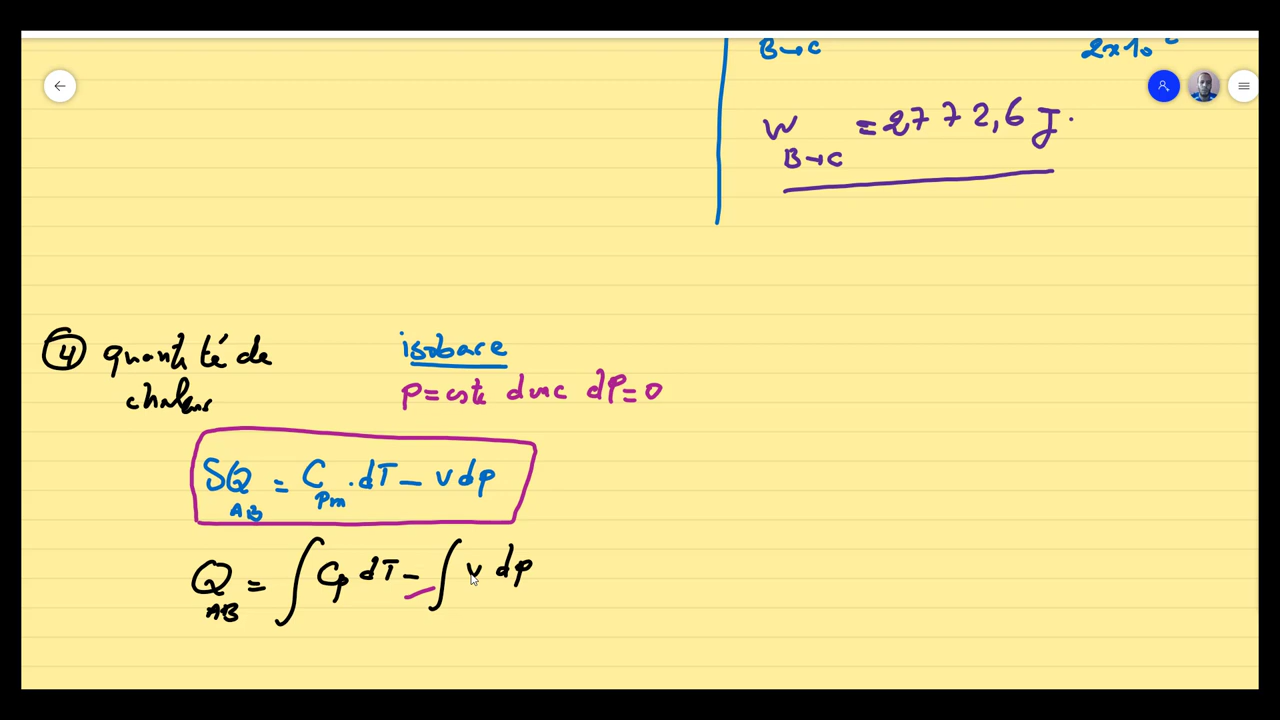 B→C 2x10
W = 2772,6 J.
B→C
④ quantité de isobare
chaleur P=cste donc dP=0
δQ = C .dT - vdp
AB pm
Q = ∫ Cp dT - ∫ v dp
AB